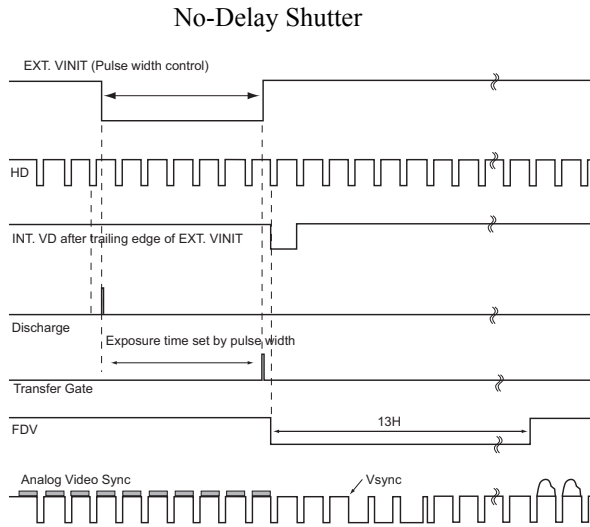 No-Delay Shutter
EXT. VINIT (Pulse width control)
HD
INT. VD after trailing edge of EXT. VINIT
Discharge
Exposure time set by pulse width
Transfer Gate
13H
FDV
Analog Video Sync
Vsync